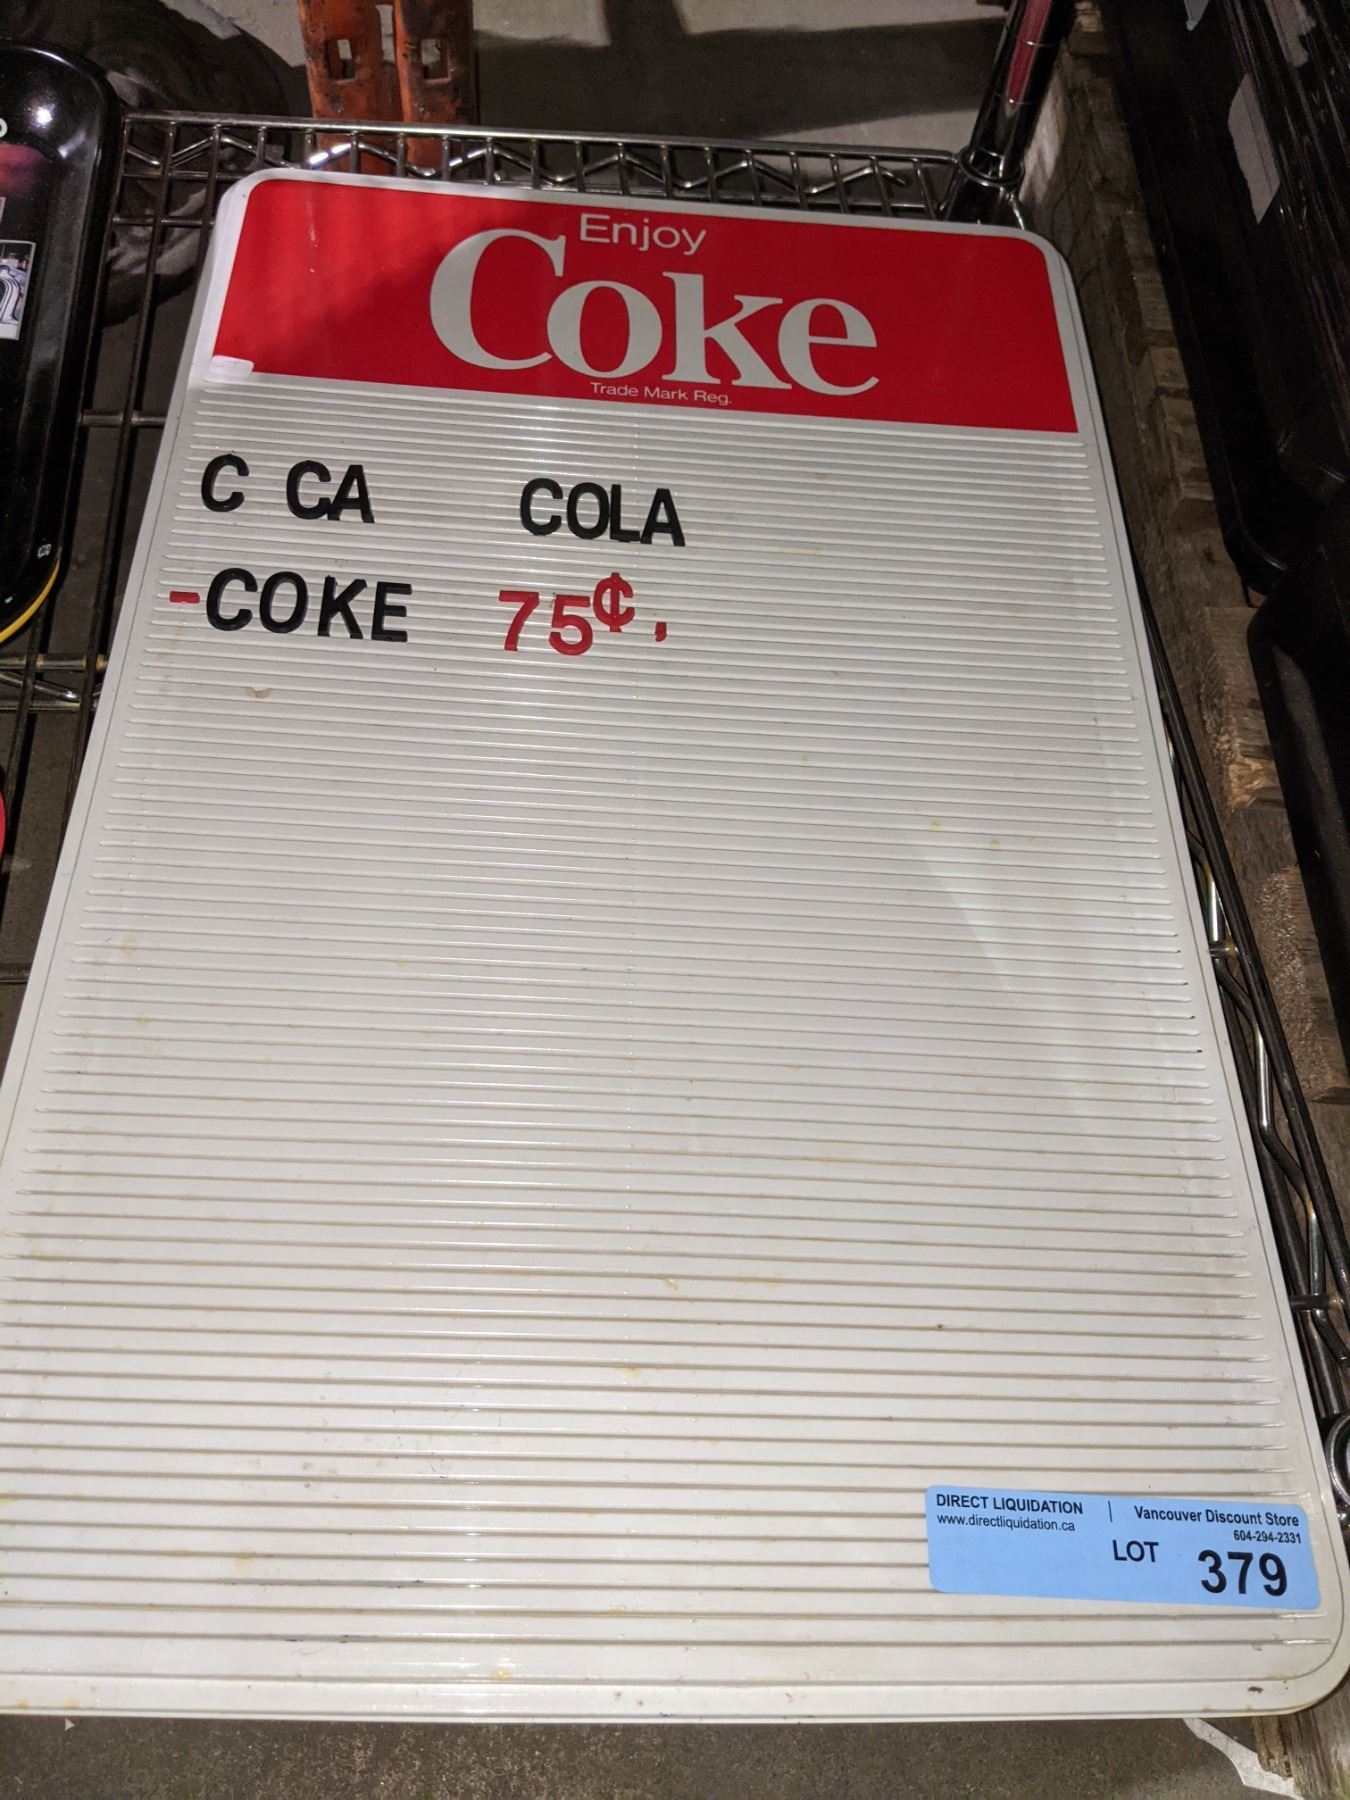 Enjoy
Coke
Trade Mark Reg.
C CA COLA
-COKE 75¢,
DIRECT LIQUIDATION | Vancouver Discount Store
www.directliquidation.ca 604-294-2331
LOT 379